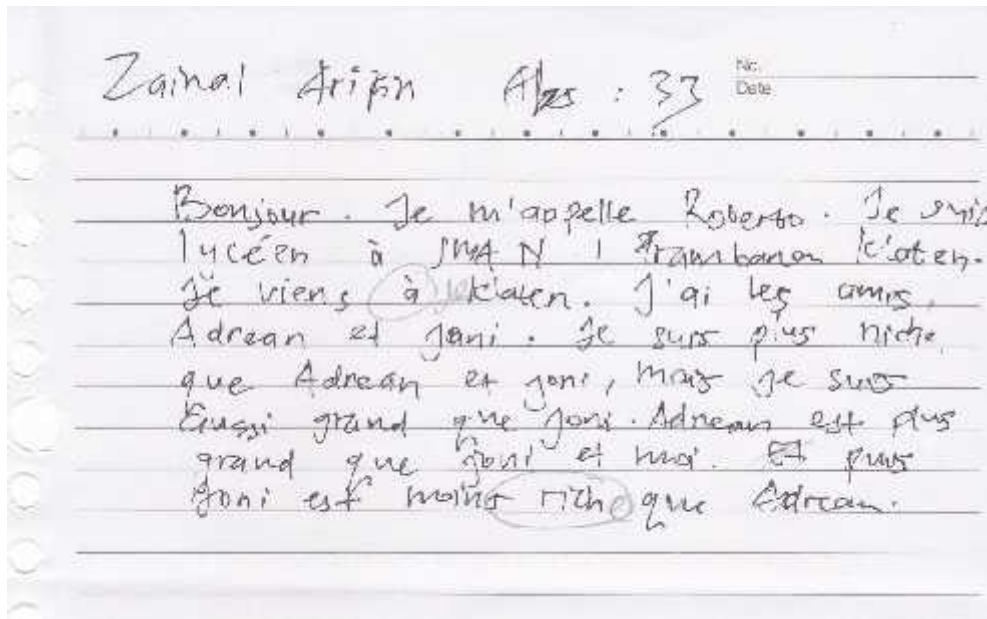 Zainal Arifin Abs : 33
No.
Date
Bonjour. Je m'appelle Roberto. Je suis
lycéen à SMA N 1 Prambanan Klaten.
Je viens à Klaten. J'ai les amis,
Adrean et Joni. Je suis plus riche
que Adrean et Joni, mais je suis
Aussi grand que Joni. Adrean est plus
grand que Joni et moi. Et puis
Joni est moins riche que Adrean.